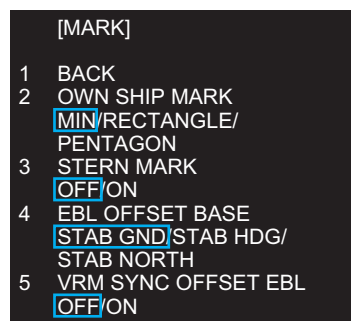 [MARK]
1 BACK
2 OWN SHIP MARK
MIN/RECTANGLE/
PENTAGON
3 STERN MARK
OFF/ON
4 EBL OFFSET BASE
STAB GND/STAB HDG/
STAB NORTH
5 VRM SYNC OFFSET EBL
OFF/ON